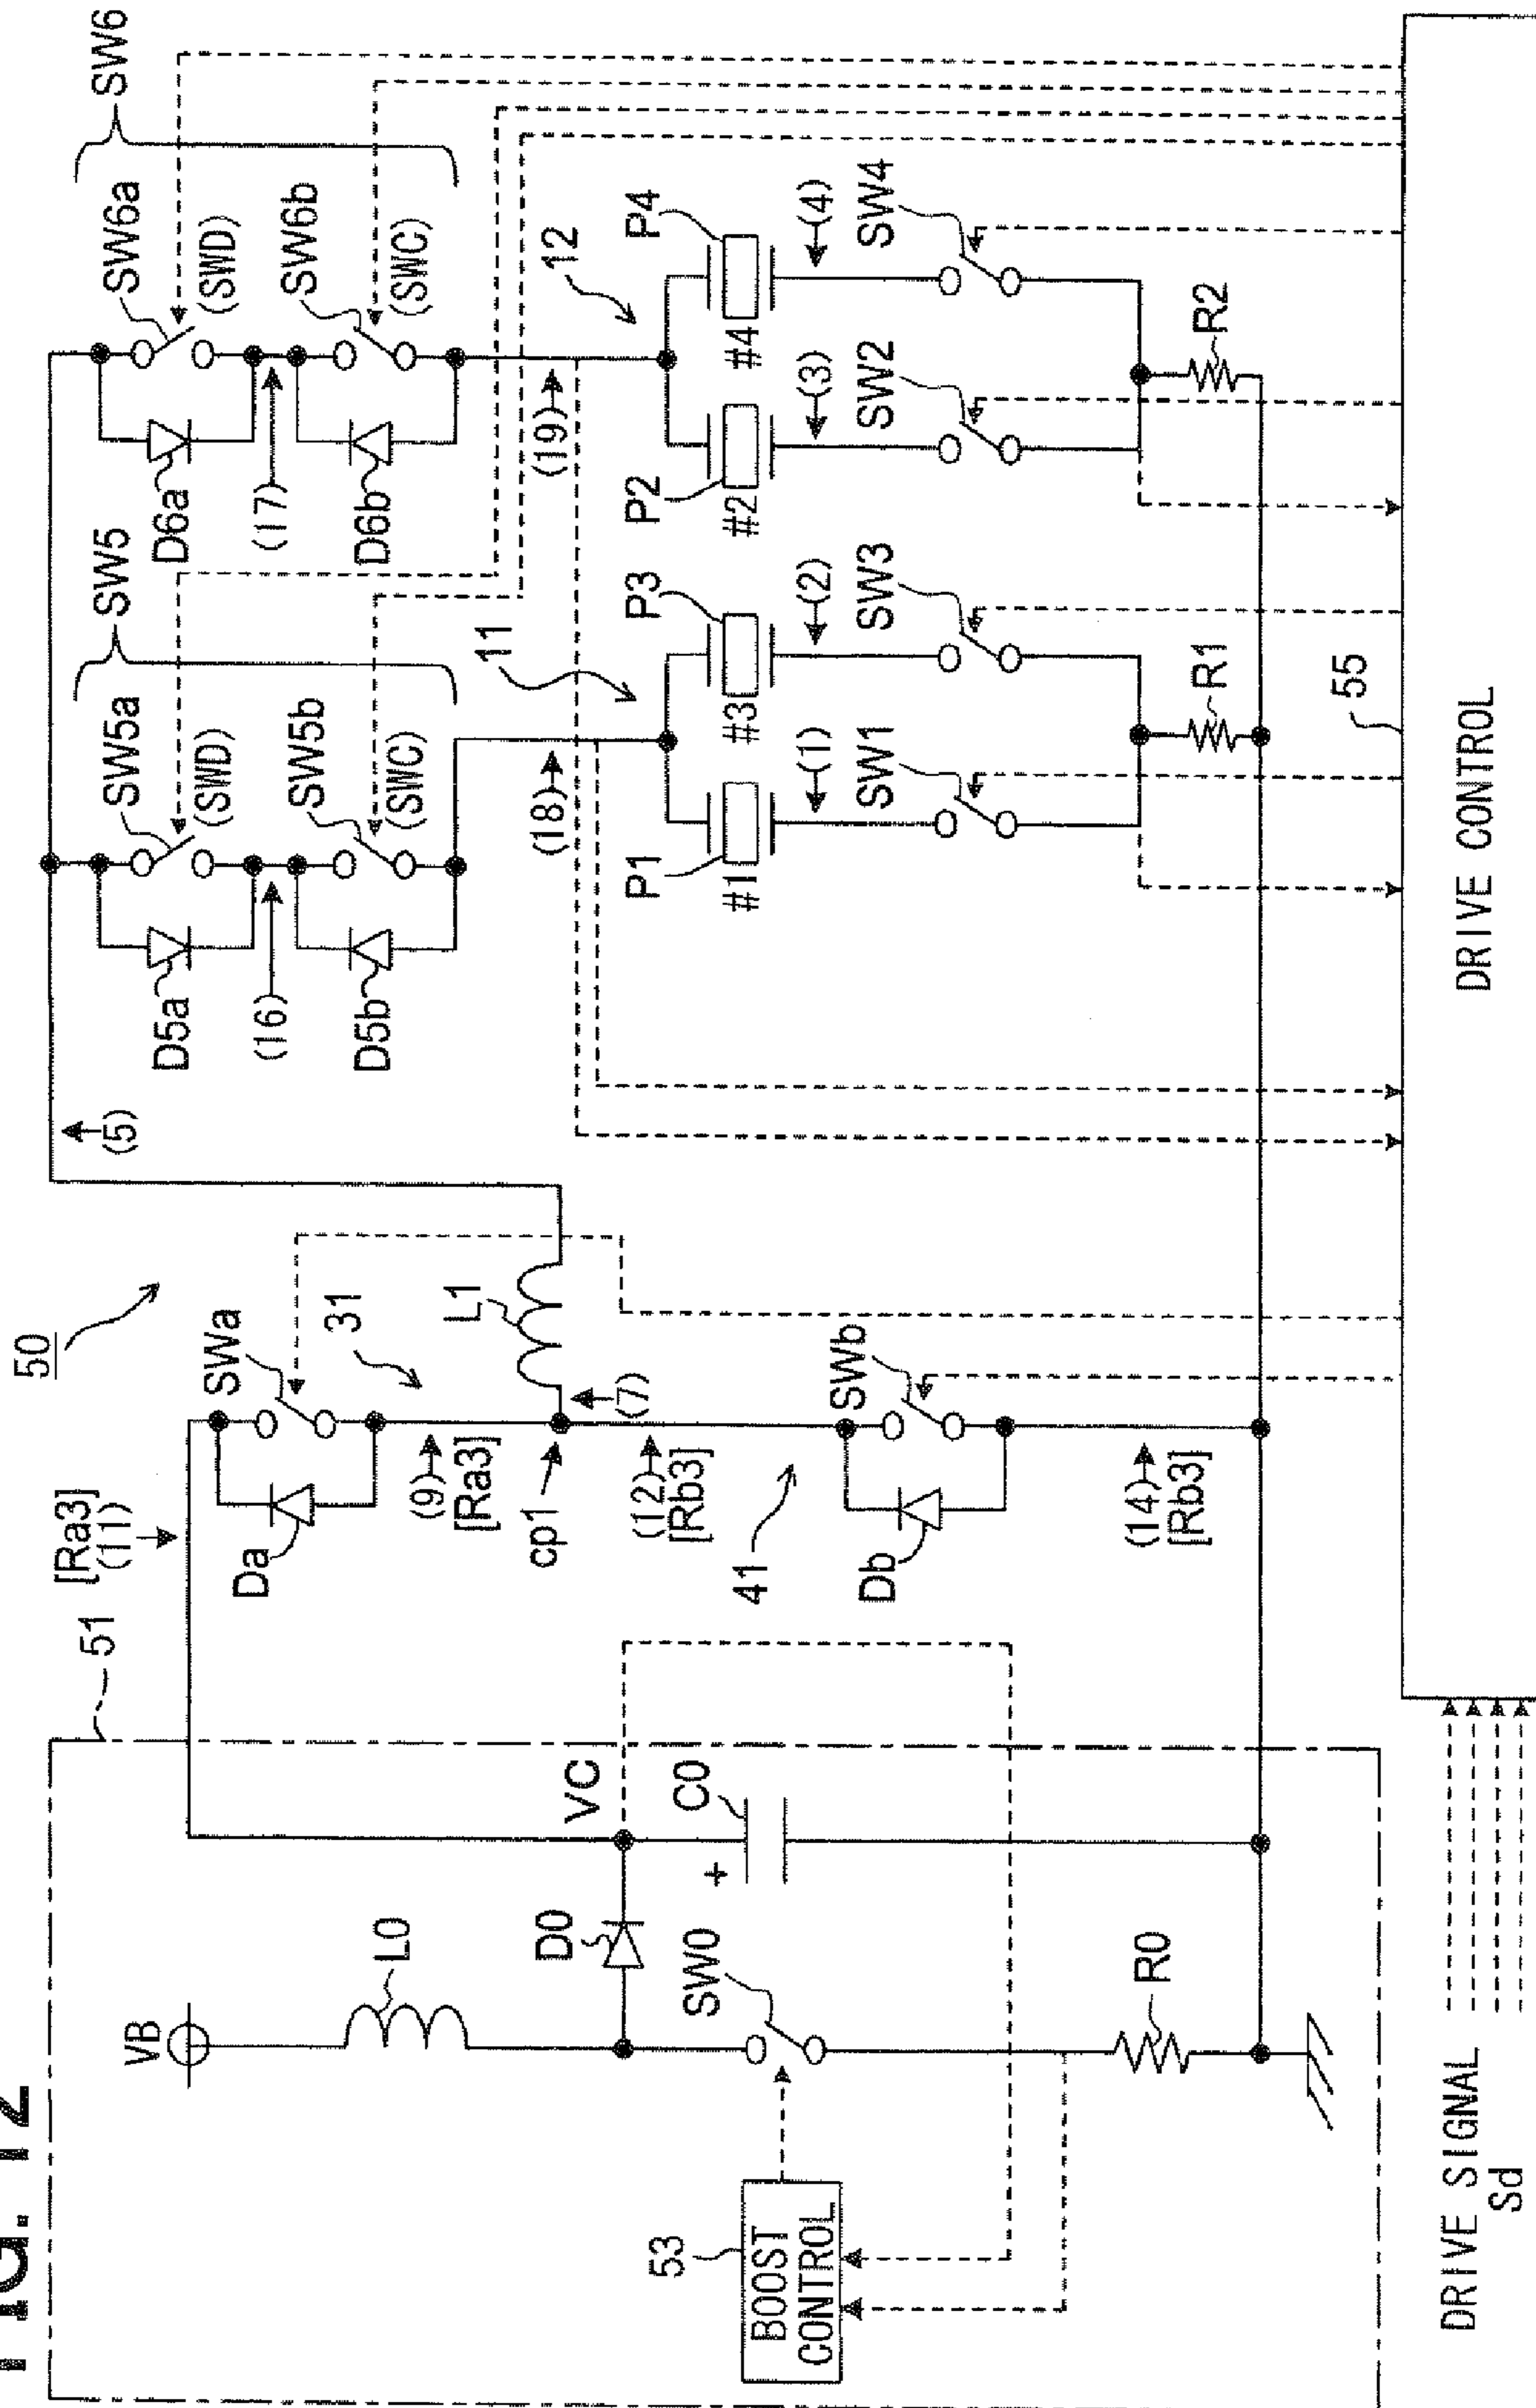 FIG. 12
50
51
VB
L0
D0
VC
C0
+
SW0
R0
53
BOOST
CONTROL
[Ra3]
(11)
SWa
Da
31
(9)
[Ra3]
cp1
L1
(7)
(12)
[Rb3]
41
SWb
Db
(14)
[Rb3]
(5)
SW5
SW5a
(SWD)
D5a
(16)
SW5b
(SWC)
D5b
SW6
SW6a
(SWD)
D6a
(17)
SW6b
(SWC)
D6b
(18)
11
(19)
12
P1
#1
P3
#3
P2
#2
P4
#4
(1)
SW1
(2)
SW3
(3)
SW2
(4)
SW4
R1
R2
55
DRIVE CONTROL
DRIVE SIGNAL
Sd